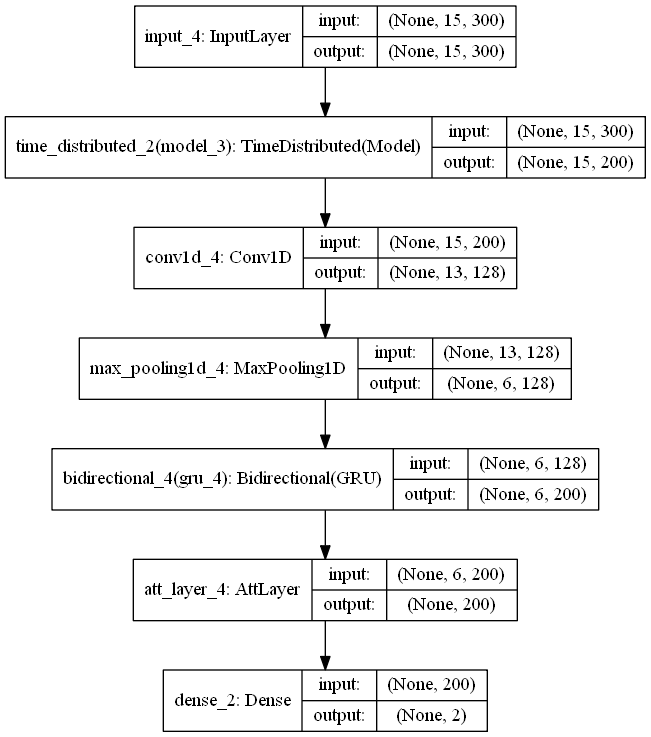 input_4: InputLayer
input: (None, 15, 300)
output: (None, 15, 300)
time_distributed_2(model_3): TimeDistributed(Model)
input: (None, 15, 300)
output: (None, 15, 200)
conv1d_4: Conv1D
input: (None, 15, 200)
output: (None, 13, 128)
max_pooling1d_4: MaxPooling1D
input: (None, 13, 128)
output: (None, 6, 128)
bidirectional_4(gru_4): Bidirectional(GRU)
input: (None, 6, 128)
output: (None, 6, 200)
att_layer_4: AttLayer
input: (None, 6, 200)
output: (None, 200)
dense_2: Dense
input: (None, 200)
output: (None, 2)